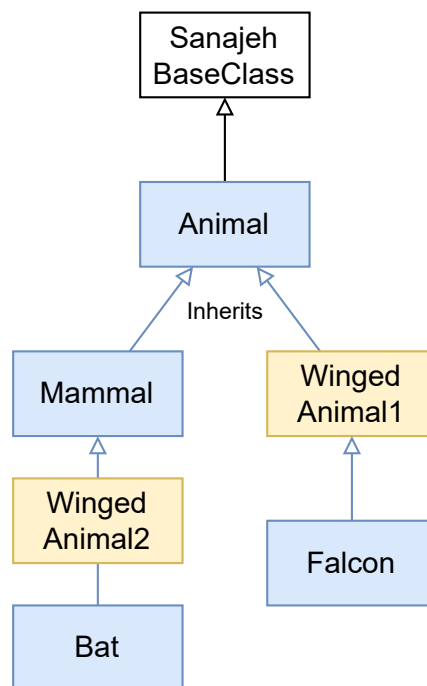 Sanajeh
BaseClass
Animal
Inherits
Mammal
Winged
Animal1
Winged
Animal2
Falcon
Bat